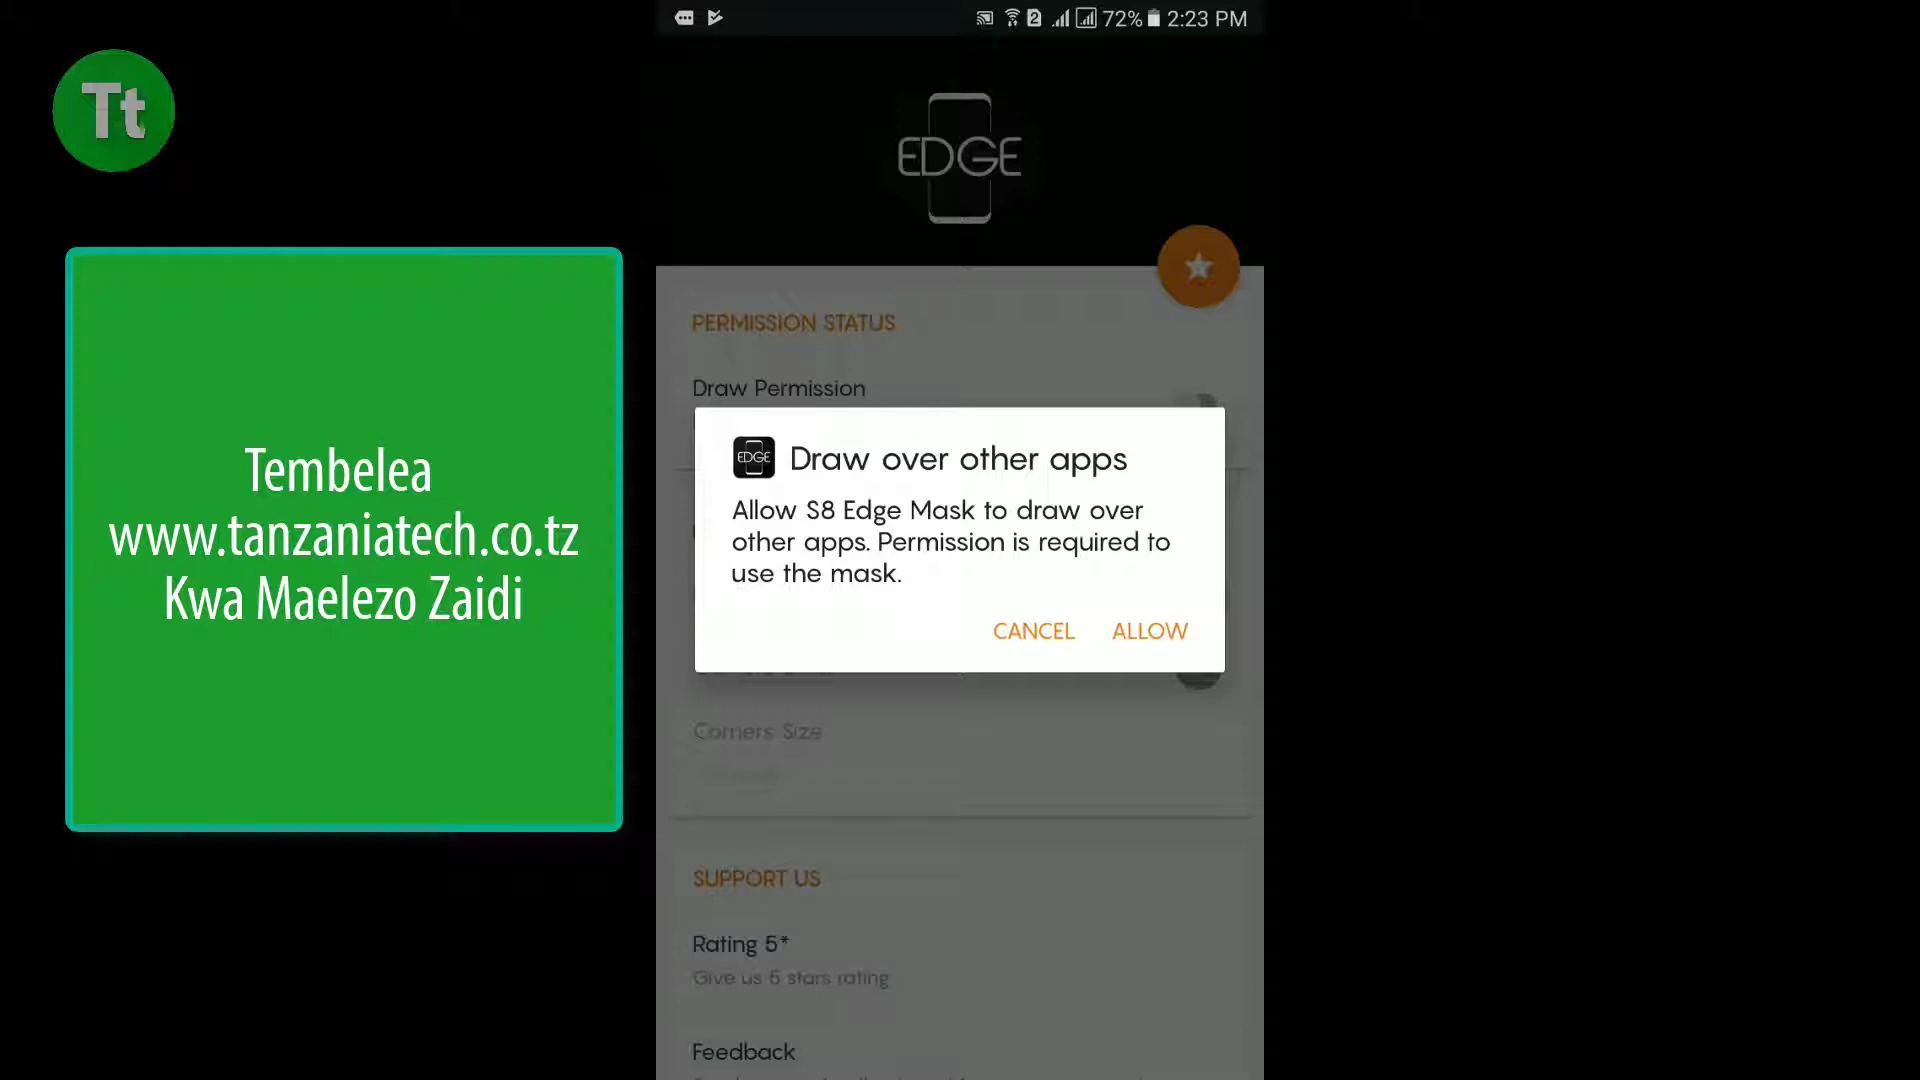 72% 2:23 PM
Tt
EDGE
PERMISSION STATUS
Draw Permission
EDGE Draw over other apps
Allow S8 Edge Mask to draw over
other apps. Permission is required to
use the mask.
CANCEL ALLOW
Tembelea
www.tanzaniatech.co.tz
Kwa Maelezo Zaidi
Corners Size
SUPPORT US
Rating 5*
Give us 5 stars rating
Feedback